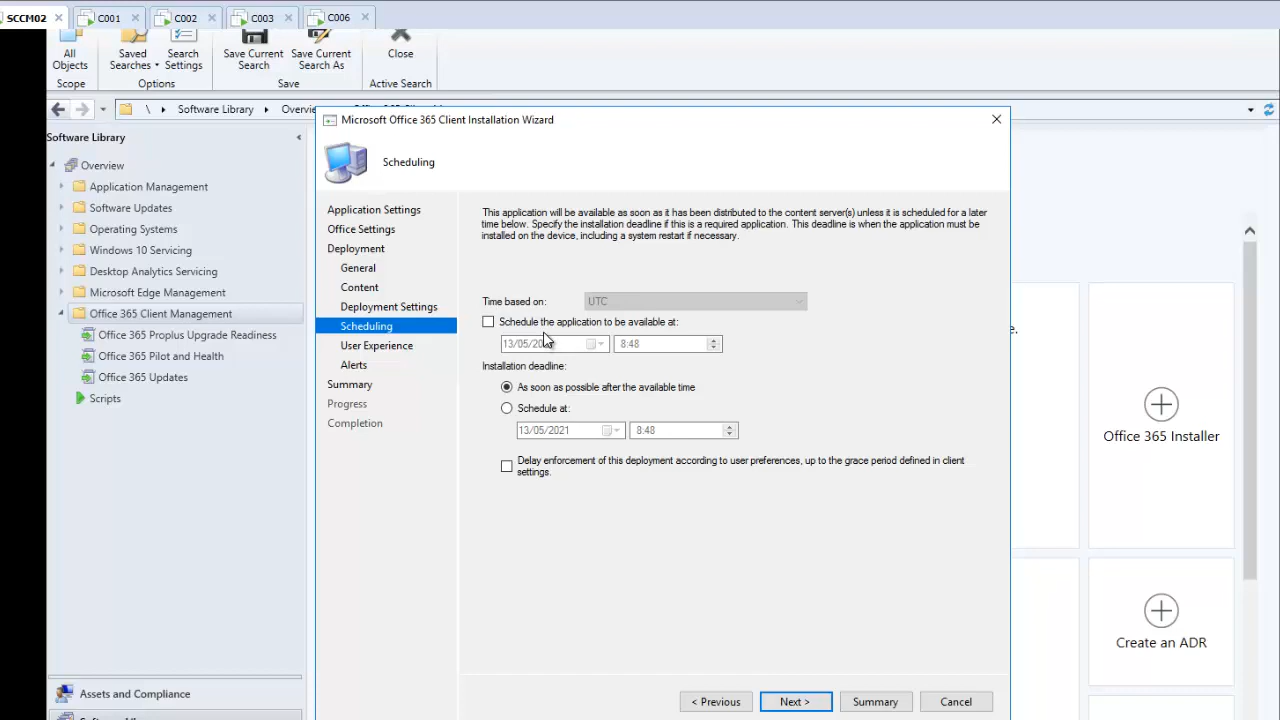 SCCM02
C001
C002
C003
C006
All
Objects
Saved
Searches
Search
Settings
Save Current
Search
Save Current
Search As
Close
Scope
Options
Save
Active Search
\
Software Library
Software Library
Overview
Application Management
Software Updates
Operating Systems
Windows 10 Servicing
Desktop Analytics Servicing
Microsoft Edge Management
Office 365 Client Management
Office 365 Proplus Upgrade Readiness
Office 365 Pilot and Health
Office 365 Updates
Scripts
Assets and Compliance
Microsoft Office 365 Client Installation Wizard
Scheduling
Application Settings
Office Settings
Deployment
General
Content
Deployment Settings
Scheduling
User Experience
Alerts
Summary
Progress
Completion
This application will be available as soon as it has been distributed to the content server(s) unless it is scheduled for a later
time below. Specify the installation deadline if this is a required application. This deadline is when the application must be
installed on the device, including a system restart if necessary.
Time based on:
UTC
Schedule the application to be available at:
8:48
Installation deadline:
As soon as possible after the available time
Schedule at:
13/05/2021
8:48
Delay enforcement of this deployment according to user preferences, up to the grace period defined in client
settings.
< Previous
Next >
Summary
Cancel
Office 365 Installer
Create an ADR